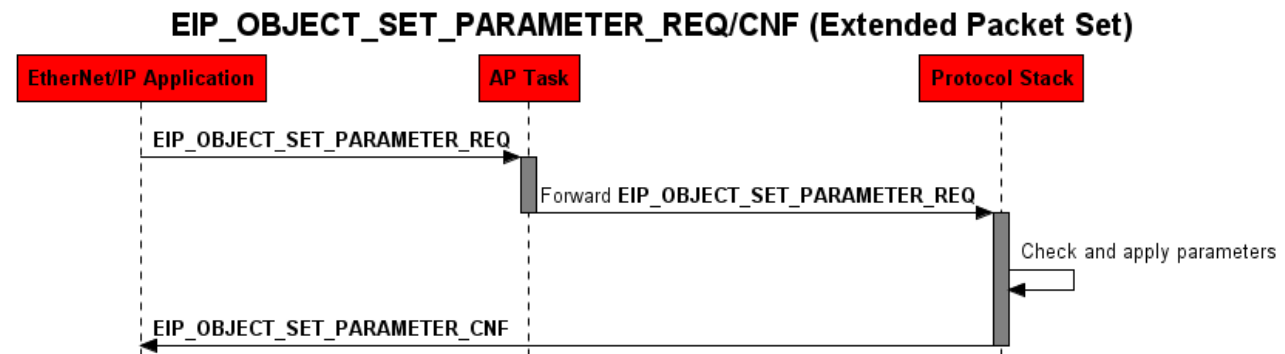 EIP_OBJECT_SET_PARAMETER_REQ/CNF (Extended Packet Set)
EtherNet/IP Application
AP Task
Protocol Stack
EIP_OBJECT_SET_PARAMETER_REQ
Forward EIP_OBJECT_SET_PARAMETER_REQ
Check and apply parameters
EIP_OBJECT_SET_PARAMETER_CNF